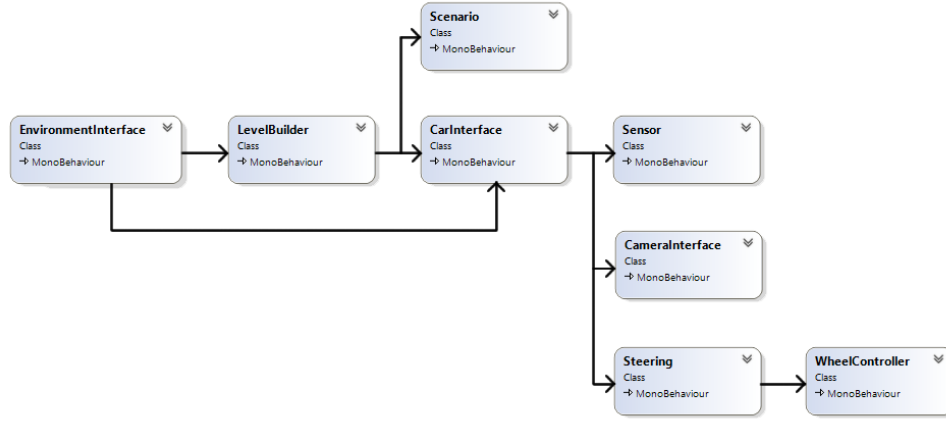 Scenario
Class
MonoBehaviour
EnvironmentInterface
Class
MonoBehaviour
LevelBuilder
Class
MonoBehaviour
CarInterface
Class
MonoBehaviour
Sensor
Class
MonoBehaviour
CameraInterface
Class
MonoBehaviour
Steering
Class
MonoBehaviour
WheelController
Class
MonoBehaviour